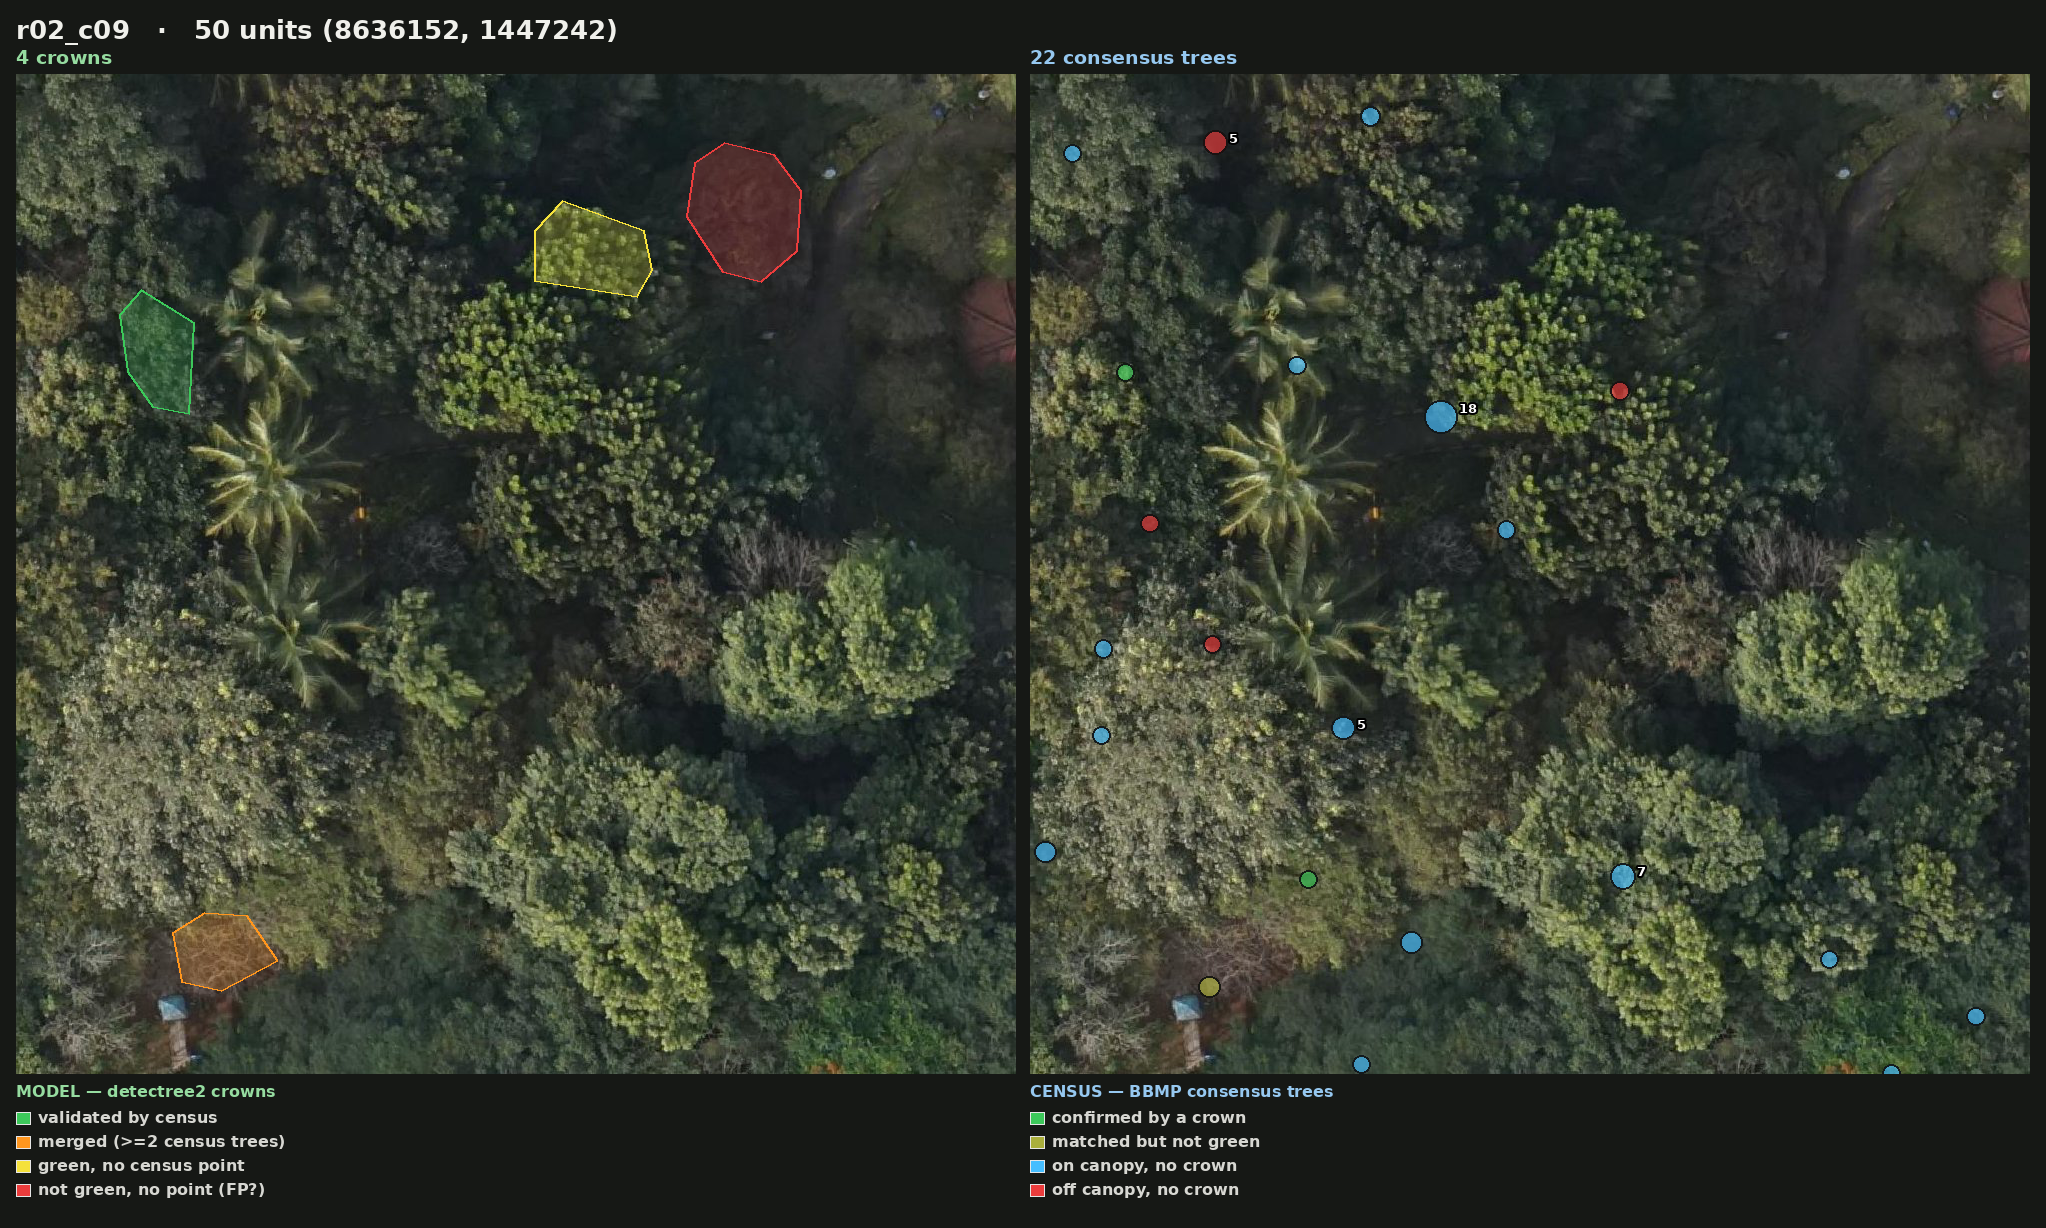 r02_c09 · 50 units (8636152, 1447242)
4 crowns
22 consensus trees
5
18
5
7
MODEL — detectree2 crowns
validated by census
merged (>=2 census trees)
green, no census point
not green, no point (FP?)
CENSUS — BBMP consensus trees
confirmed by a crown
matched but not green
on canopy, no crown
off canopy, no crown